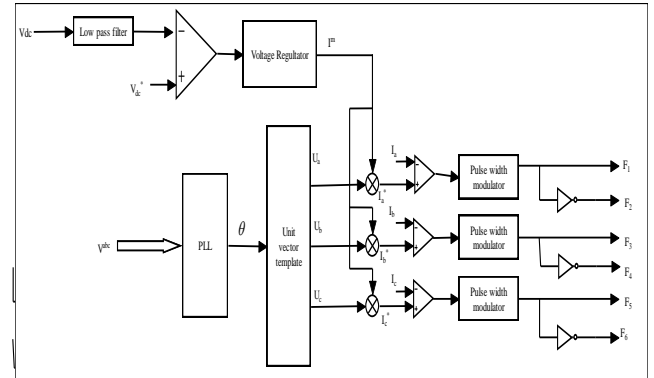 Vdc
Low pass filter
-
+
V_dc*
Voltage Regultator
I^m
V^abc
PLL
θ
Unit
vector
template
U_a
U_b
U_c
I_a
I_a*
I_b
I_b*
I_c
I_c*
-
+
-
+
-
+
Pulse width
modulator
Pulse width
modulator
Pulse width
modulator
F_1
F_2
F_3
F_4
F_5
F_6